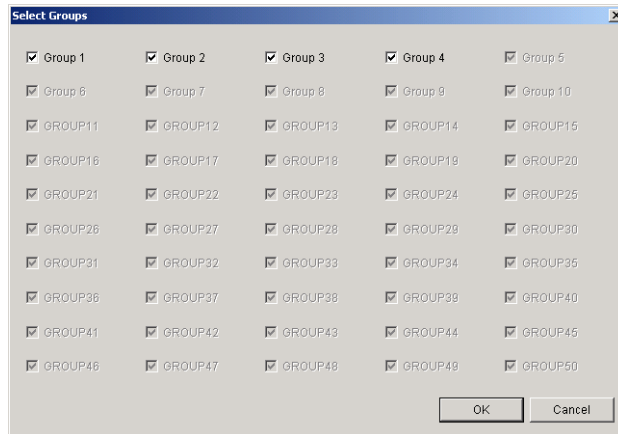 Select Groups
Group 1 Group 2 Group 3 Group 4 Group 5
Group 6 Group 7 Group 8 Group 9 Group 10
GROUP11 GROUP12 GROUP13 GROUP14 GROUP15
GROUP16 GROUP17 GROUP18 GROUP19 GROUP20
GROUP21 GROUP22 GROUP23 GROUP24 GROUP25
GROUP26 GROUP27 GROUP28 GROUP29 GROUP30
GROUP31 GROUP32 GROUP33 GROUP34 GROUP35
GROUP36 GROUP37 GROUP38 GROUP39 GROUP40
GROUP41 GROUP42 GROUP43 GROUP44 GROUP45
GROUP46 GROUP47 GROUP48 GROUP49 GROUP50
OK Cancel